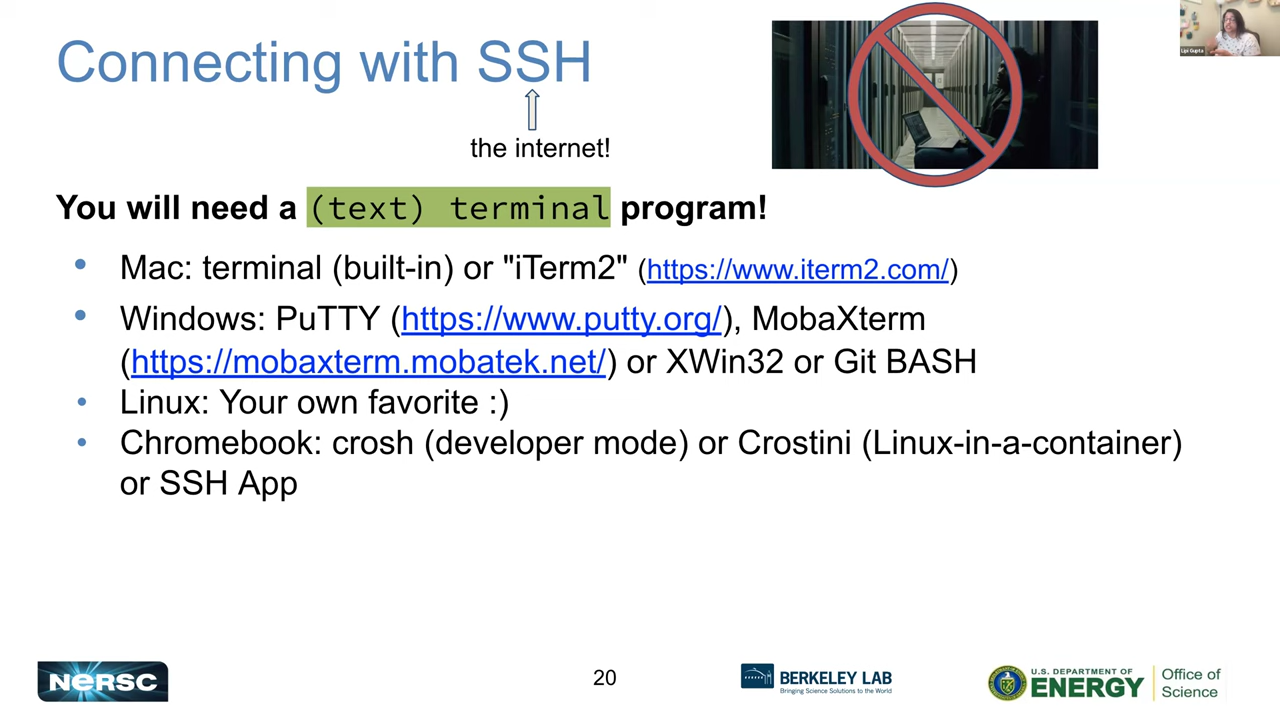 Connecting with SSH
the internet!
Lipi Gupta
You will need a (text) terminal program!
• Mac: terminal (built-in) or "iTerm2" (https://www.iterm2.com/)
• Windows: PuTTY (https://www.putty.org/), MobaXterm
(https://mobaxterm.mobatek.net/) or XWin32 or Git BASH
• Linux: Your own favorite :)
• Chromebook: crosh (developer mode) or Crostini (Linux-in-a-container)
or SSH App
NERSC
20
BERKELEY LAB
Bringing Science Solutions to the World
U.S. DEPARTMENT OF
ENERGY
Office of
Science